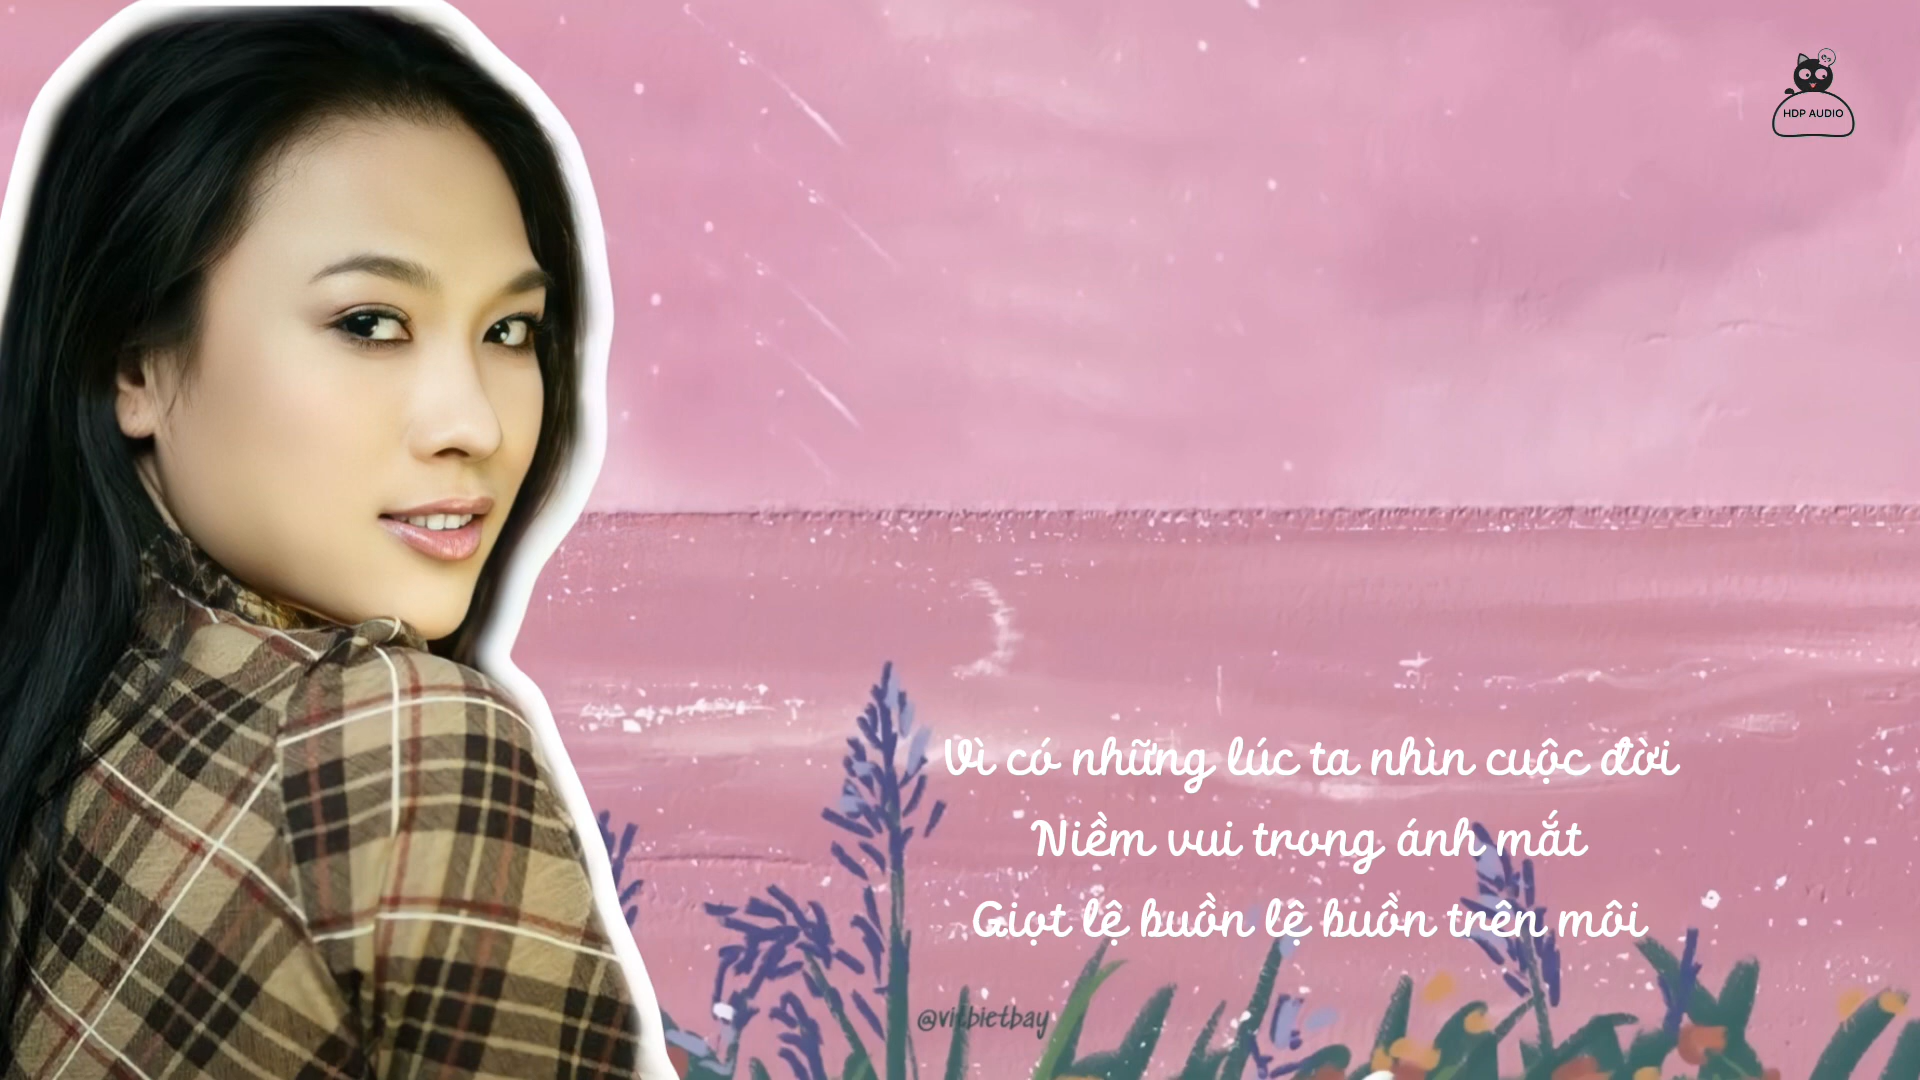 HDP AUDIO
Vì có những lúc ta nhìn cuộc đời
Niềm vui trong ánh mắt
Giọt lệ buồn lệ buồn trên môi
@vitbietbay